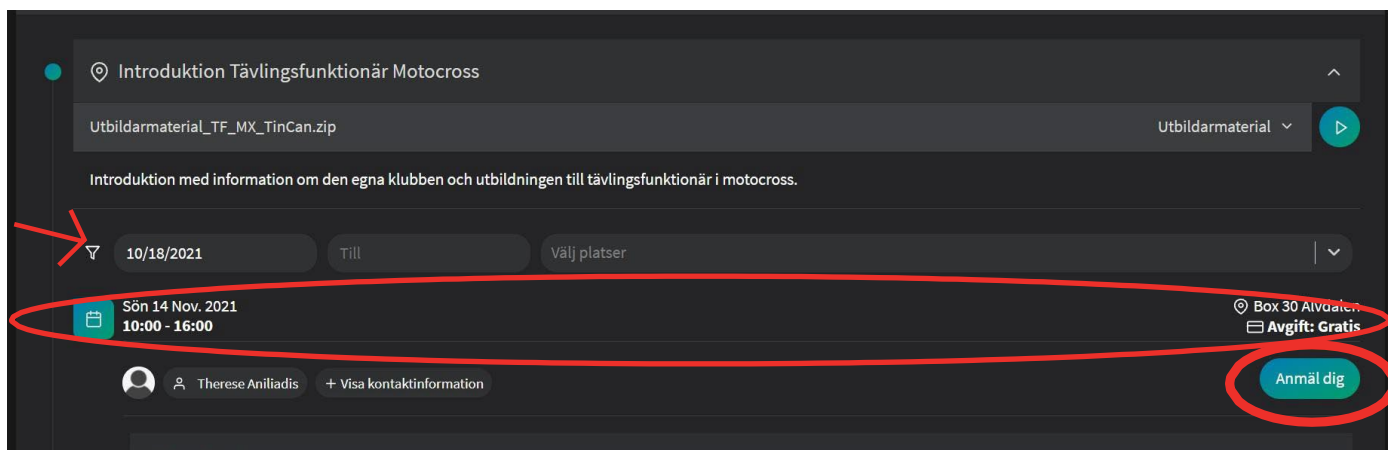 Introduktion Tävlingsfunktionär Motocross
Utbildarmaterial_TF_MX_TinCan.zip Utbildarmaterial
Introduktion med information om den egna klubben och utbildningen till tävlingsfunktionär i motocross.
10/18/2021 Till Välj platser
Sön 14 Nov. 2021 Box 30 Älvdalen
10:00 - 16:00 Avgift: Gratis
Therese Aniliadis + Visa kontaktinformation Anmäl dig